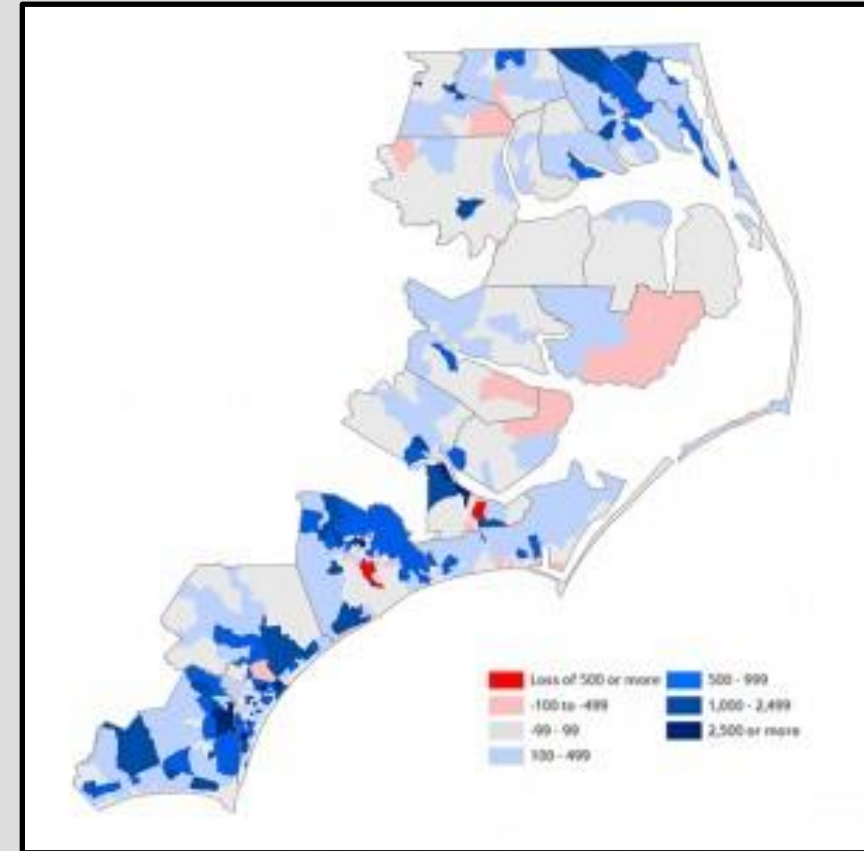 Loss of 500 or more
-100 to -499
-99 - 99
100 - 499
500 - 999
1,000 - 2,499
2,500 or more